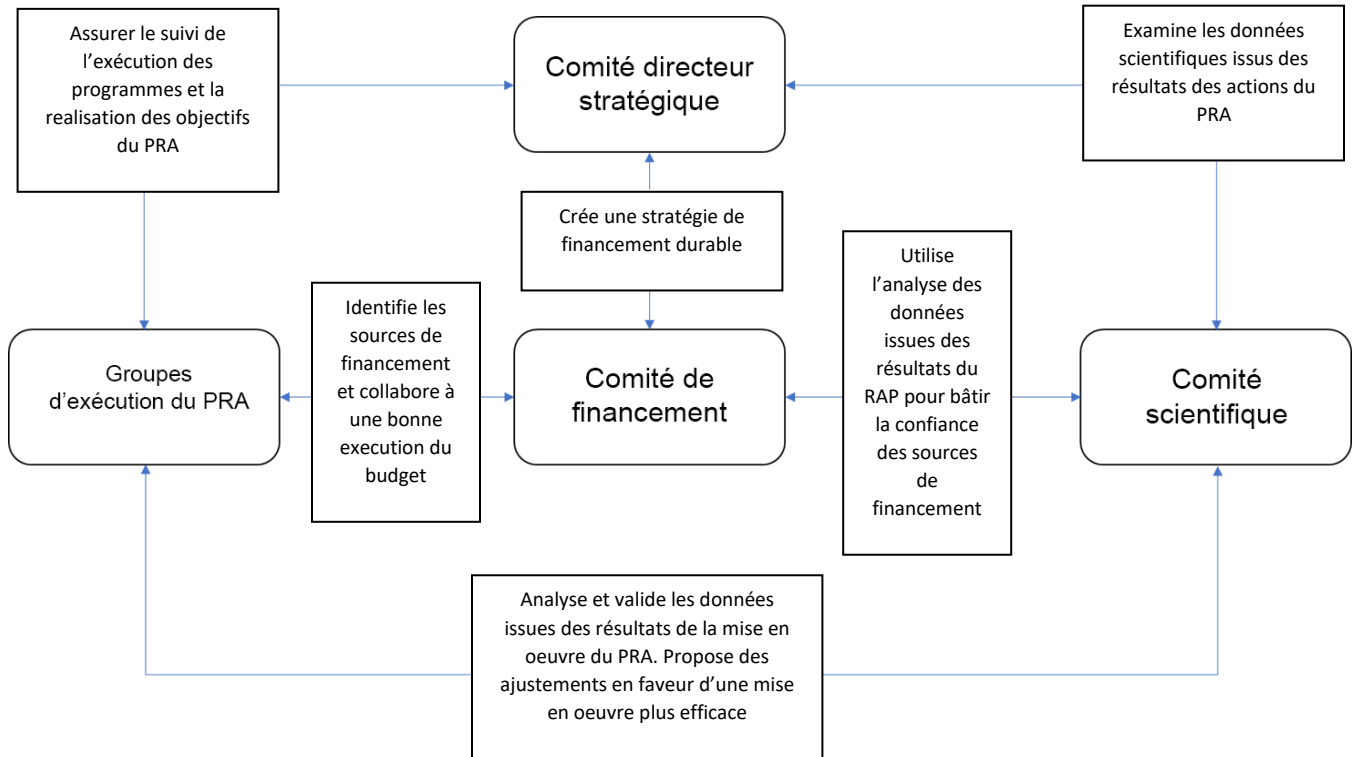 Assurer le suivi de
l’exécution des
programmes et la
realisation des objectifs
du PRA
Comité directeur
stratégique
Examine les données
scientifiques issus des
résultats des actions du
PRA
Crée une stratégie de
financement durable
Groupes
d’exécution du PRA
Identifie les
sources de
financement
et collabore à
une bonne
execution du
budget
Comité de
financement
Utilise
l’analyse des
données
issues des
résultats du
RAP pour bâtir
la confiance
des sources
de
financement
Comité
scientifique
Analyse et valide les données
issues des résultats de la mise en
oeuvre du PRA. Propose des
ajustements en faveur d’une mise
en oeuvre plus efficace